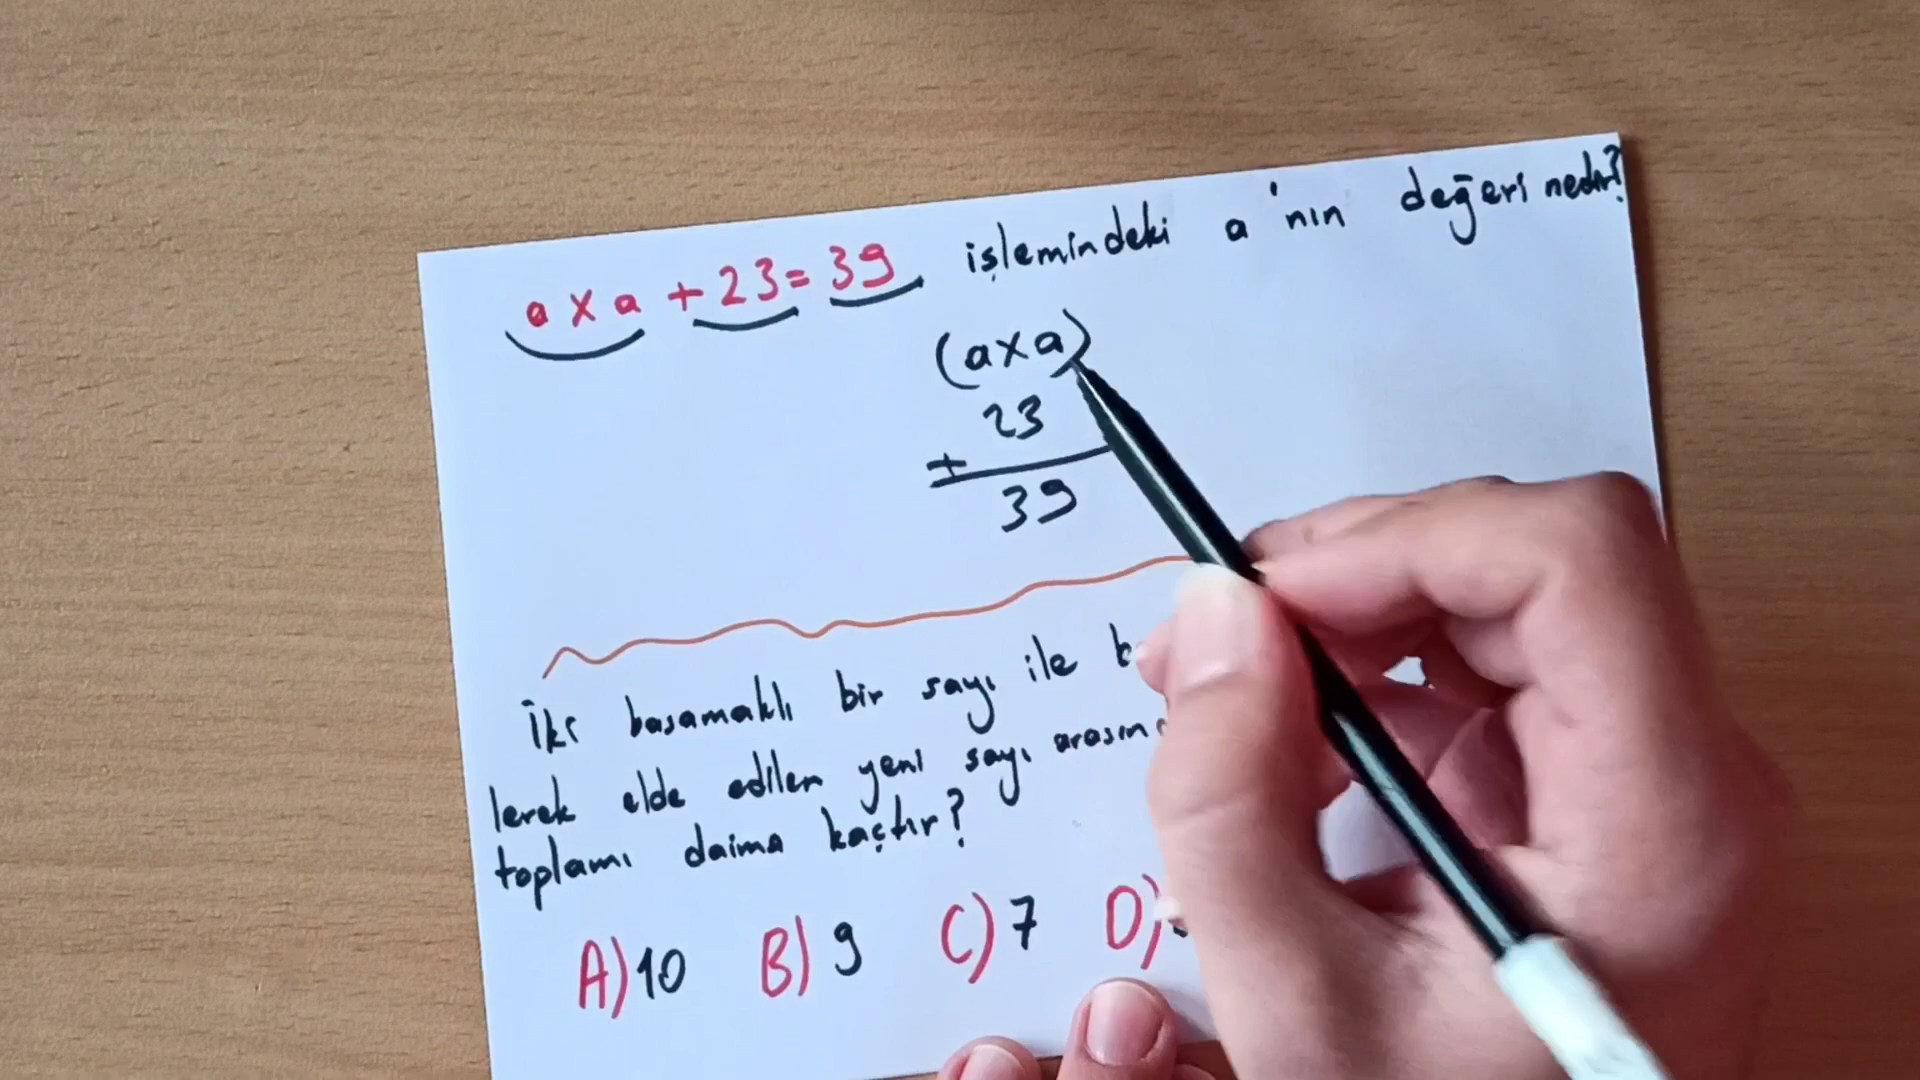 a x a + 23 = 39 işlemindeki a'nın değeri nedir?
(axa)
23
+
39
İki basamaklı bir sayı ile
lerek elde edilen yeni sayı
toplamı daima kaçtır?
A) 10 B) 9 C) 7 D)